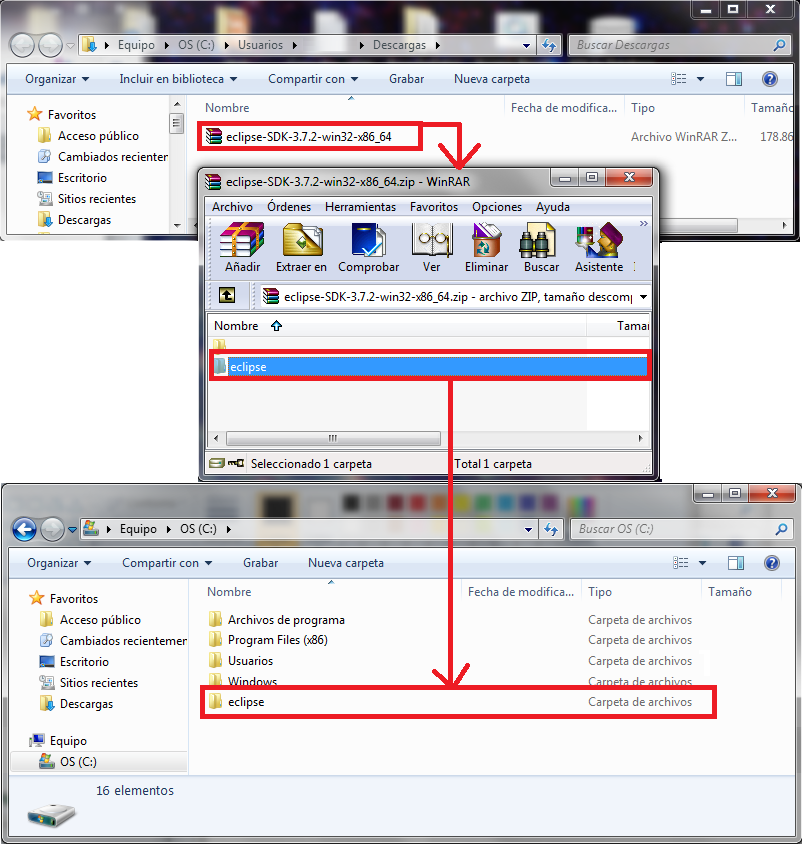 Equipo OS (C:) Usuarios Descargas Buscar Descargas
Organizar Incluir en biblioteca Compartir con Grabar Nueva carpeta
Favoritos
Acceso público
Cambiados recienter
Escritorio
Sitios recientes
Descargas
Nombre Fecha de modifica... Tipo Tamaño
eclipse-SDK-3.7.2-win32-x86_64 Archivo WinRAR Z... 178.86
eclipse-SDK-3.7.2-win32-x86_64.zip - WinRAR
Archivo Órdenes Herramientas Favoritos Opciones Ayuda
Añadir Extraer en Comprobar Ver Eliminar Buscar Asistente
eclipse-SDK-3.7.2-win32-x86_64.zip - archivo ZIP, tamaño descomp
Nombre Tamaı
eclipse
Seleccionado 1 carpeta Total 1 carpeta
Equipo OS (C:) Buscar OS (C:)
Organizar Compartir con Grabar Nueva carpeta
Favoritos
Acceso público
Cambiados recientemer
Escritorio
Sitios recientes
Descargas
Equipo
OS (C:)
Nombre Fecha de modifica... Tipo Tamaño
Archivos de programa Carpeta de archivos
Program Files (x86) Carpeta de archivos
Usuarios Carpeta de archivos
Windows Carpeta de archivos
eclipse Carpeta de archivos
16 elementos